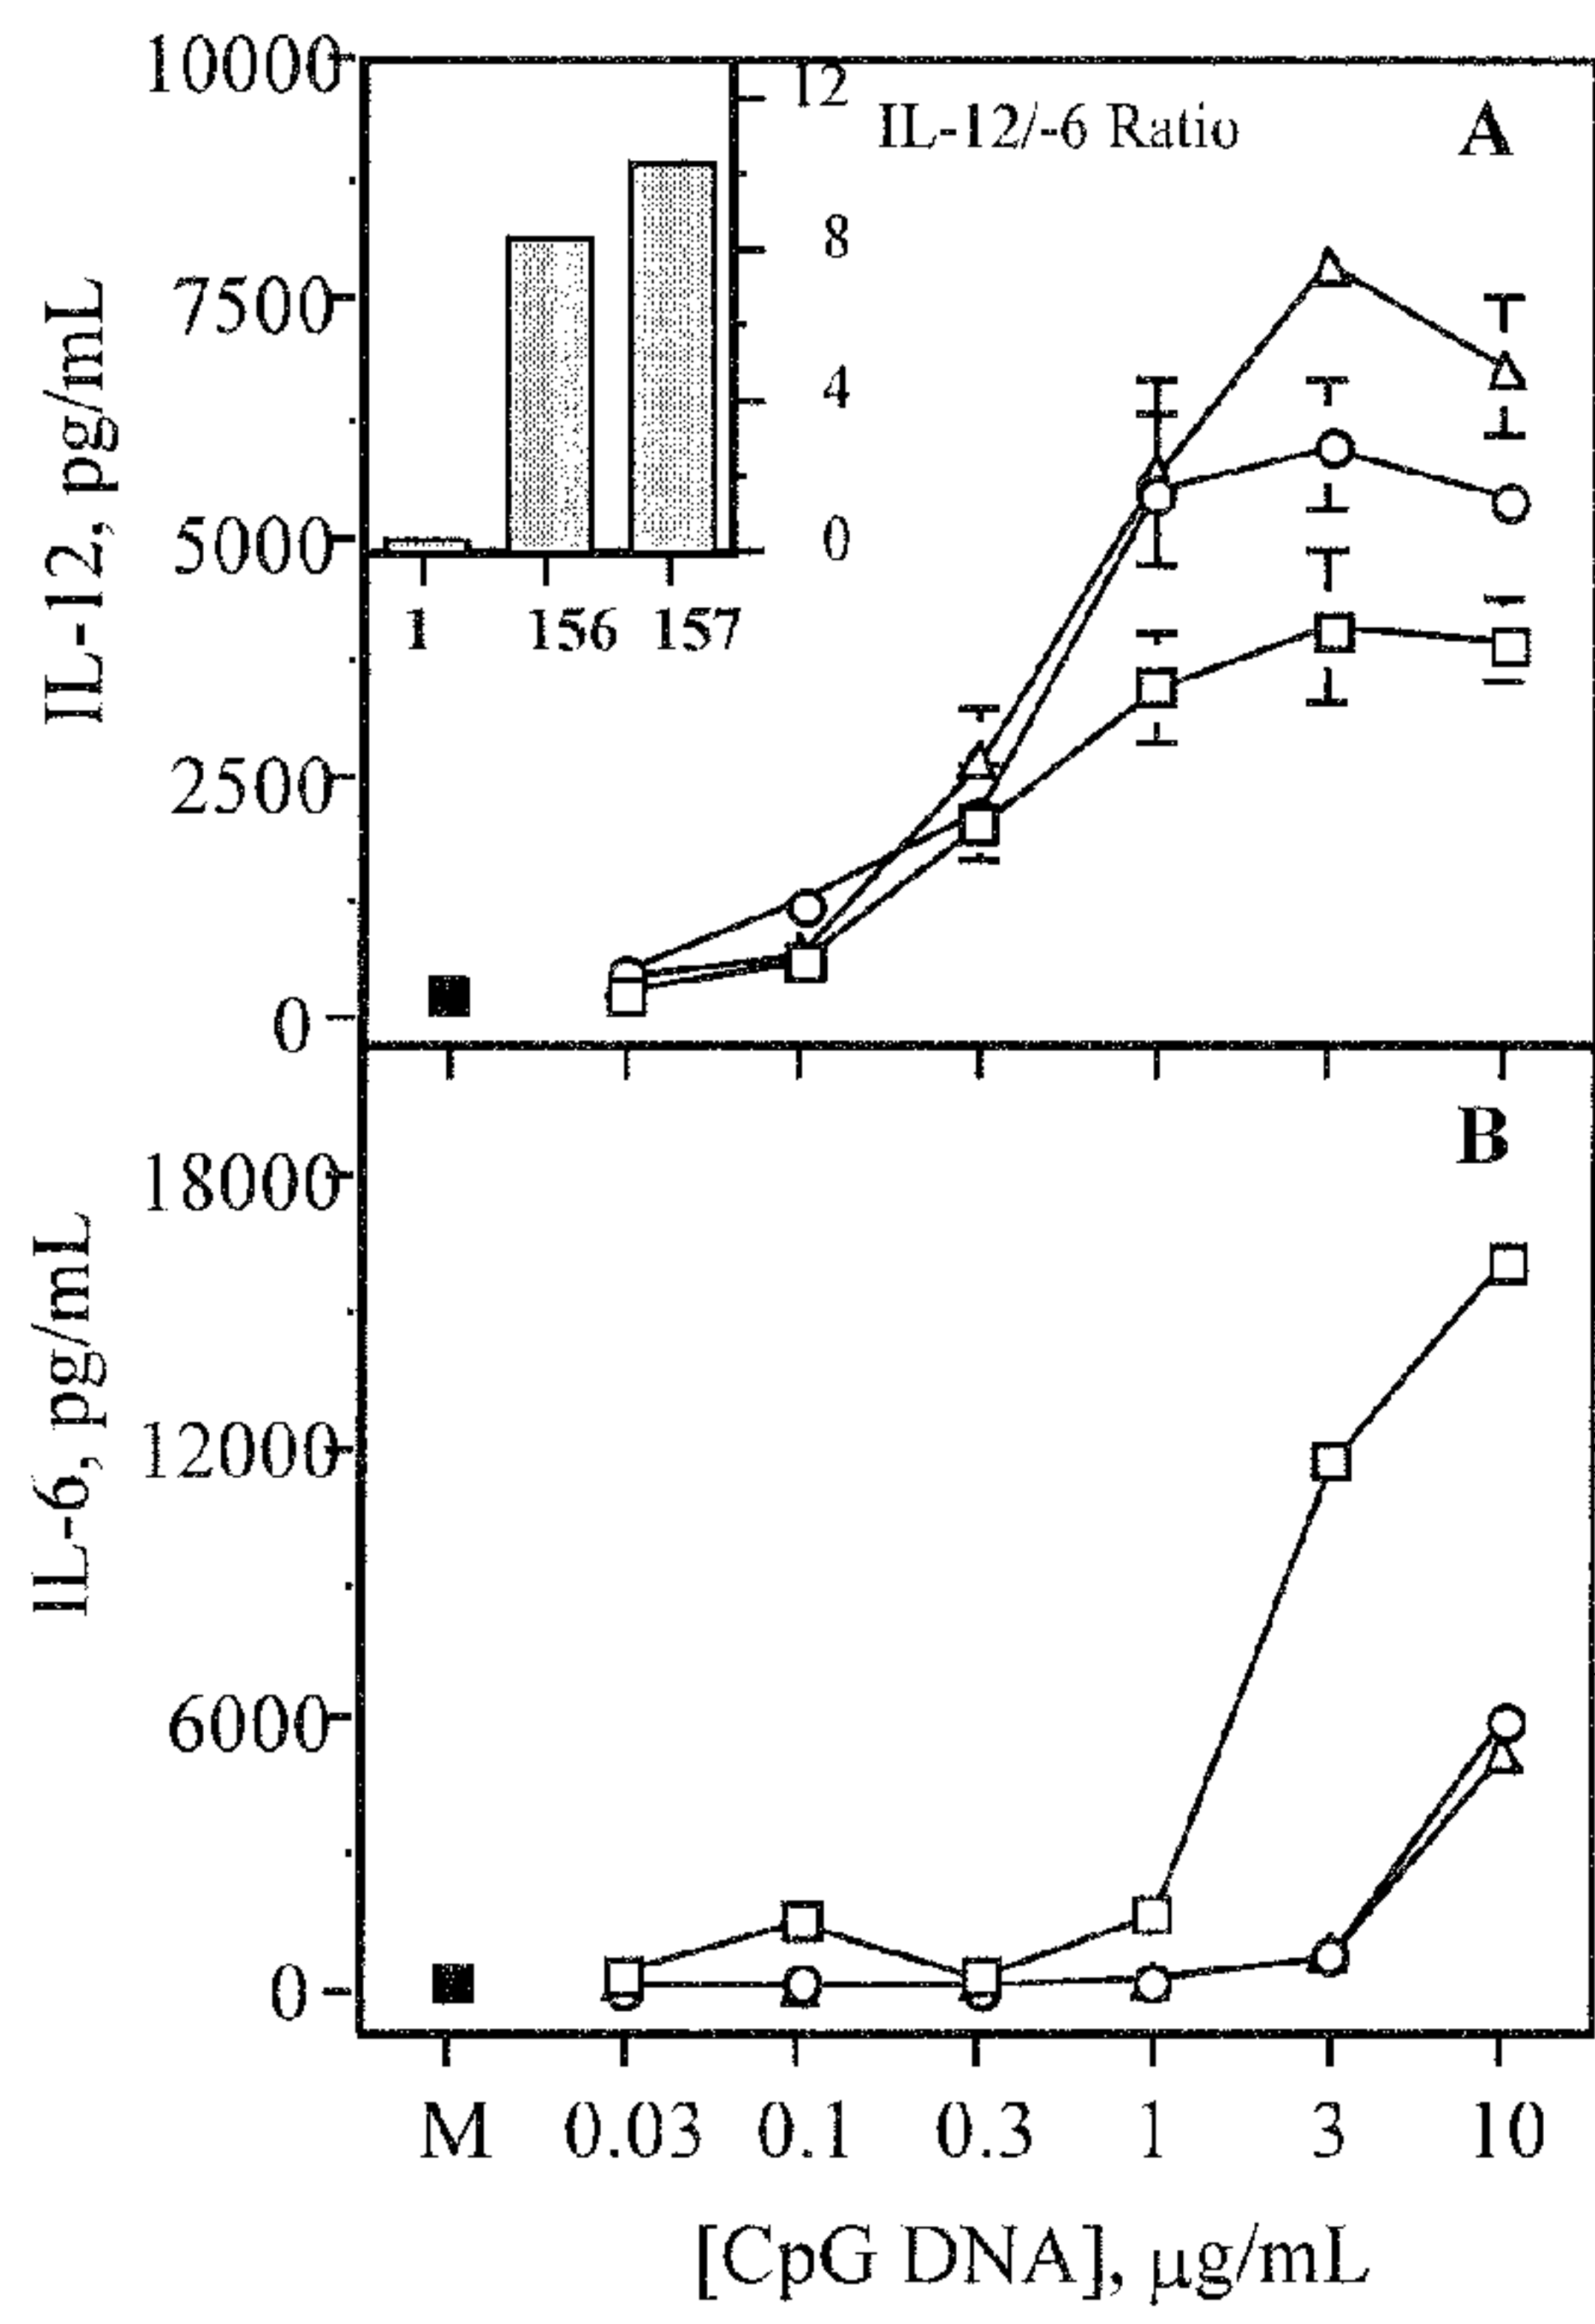 10000
12
IL-12/-6 Ratio
A
8
7500
4
5000
0
1 156 157
2500
0
IL-12, pg/mL
B
18000
12000
6000
0
IL-6, pg/mL
M 0.03 0.1 0.3 1 3 10
[CpG DNA], μg/mL